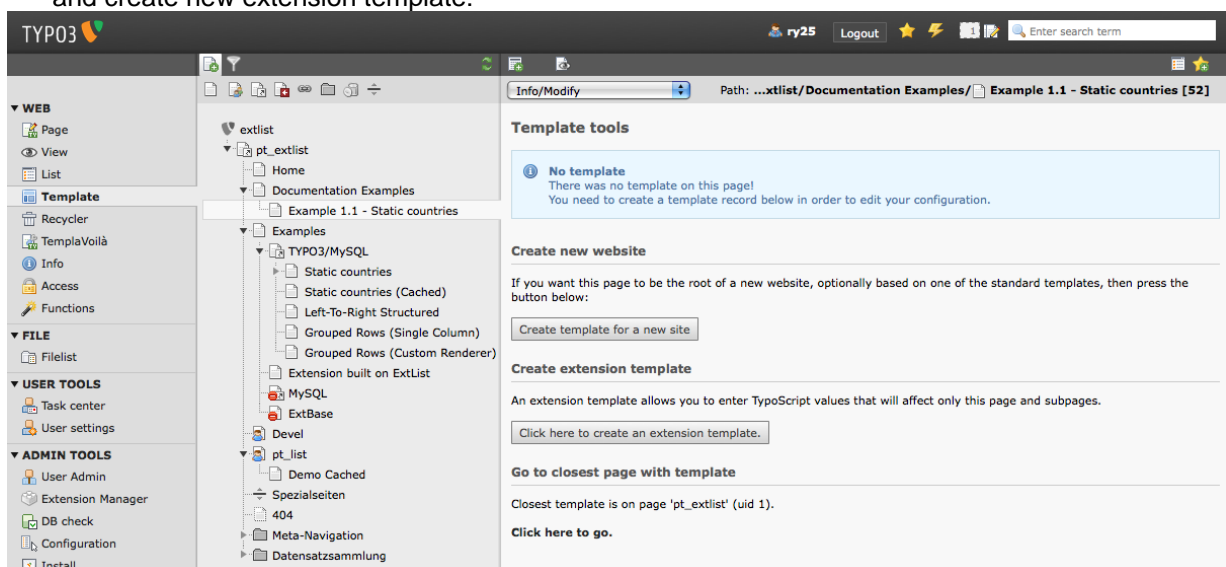 and create new extension template.
TYPO3
ry25 Logout 1 Enter search term
Info/Modify Path: ...xtlist/Documentation Examples/ Example 1.1 - Static countries [52]
WEB
Page
View
List
Template
Recycler
TemplaVoilà
Info
Access
Functions
FILE
Filelist
USER TOOLS
Task center
User settings
ADMIN TOOLS
User Admin
Extension Manager
DB check
Configuration
Install
extlist
pt_extlist
Home
Documentation Examples
Example 1.1 - Static countries
Examples
TYPO3/MySQL
Static countries
Static countries (Cached)
Left-To-Right Structured
Grouped Rows (Single Column)
Grouped Rows (Custom Renderer)
Extension built on ExtList
MySQL
ExtBase
Devel
pt_list
Demo Cached
Spezialseiten
404
Meta-Navigation
Datensatzsammlung
Template tools
No template
There was no template on this page!
You need to create a template record below in order to edit your configuration.
Create new website
If you want this page to be the root of a new website, optionally based on one of the standard templates, then press the
button below:
Create template for a new site
Create extension template
An extension template allows you to enter TypoScript values that will affect only this page and subpages.
Click here to create an extension template.
Go to closest page with template
Closest template is on page 'pt_extlist' (uid 1).
Click here to go.